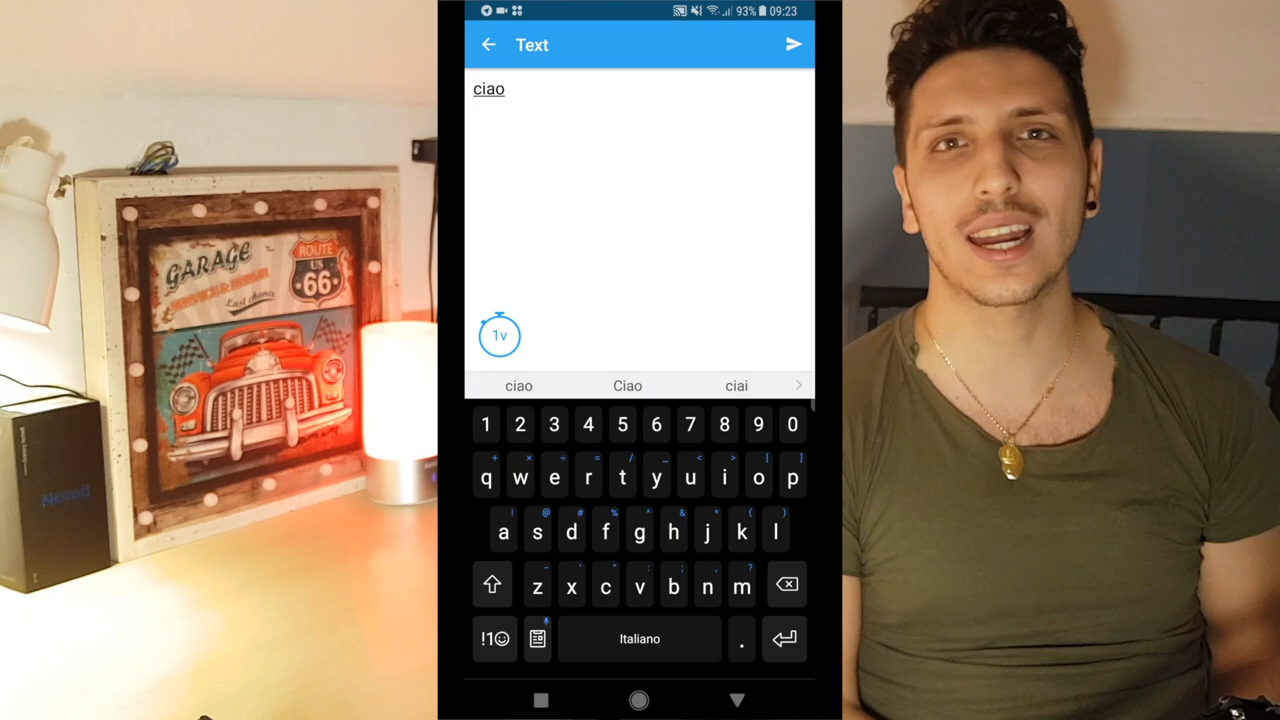 GARAGE
Last chance
ROUTE
US
66
Note8
93% 09:23
Text
ciao
1v
ciao Ciao ciai
1 2 3 4 5 6 7 8 9 0
+ × ÷ = / _ < > [ ]
q w e r t y u i o p
! @ # % ^ & * ( )
a s d f g h j k l
- ' " : ; , ?
z x c v b n m
!1☺ Italiano .